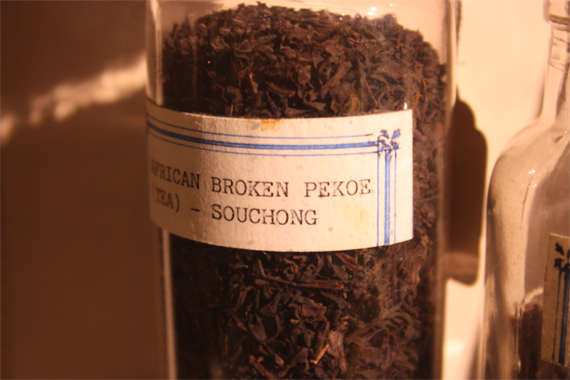 AFRICAN BROKEN PEKOE
(TEA) - SOUCHONG